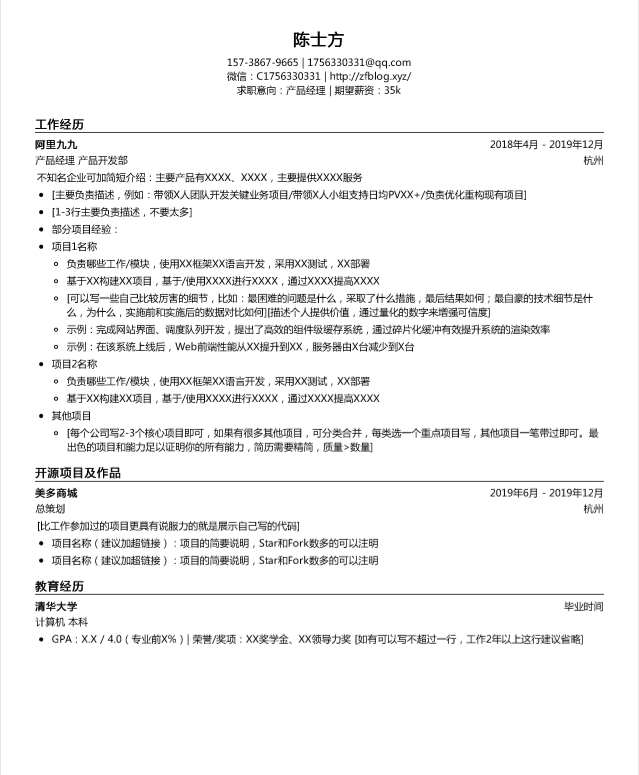 陈士方
157-3867-9665 | 1756330331@qq.com
微信：C1756330331 | http://zfblog.xyz/
求职意向：产品经理 | 期望薪资：35k
工作经历
阿里九九 2018年4月 - 2019年12月
产品经理 产品开发部 杭州
不知名企业可加简短介绍：主要产品有XXXX、XXXX，主要提供XXXX服务
• [主要负责描述，例如：带领X人团队开发关键业务项目/带领X人小组支持日均PVXX+/负责优化重构现有项目]
• [1-3行主要负责描述，不要太多]
• 部分项目经验：
• 项目1名称
◦ 负责哪些工作/模块，使用XX框架XX语言开发，采用XX测试，XX部署
◦ 基于XX构建XX项目，基于/使用XXXX进行XXXX，通过XXXX提高XXXX
◦ [可以写一些自己比较厉害的细节，比如：最困难的问题是什么，采取了什么措施，最后结果如何；最自豪的技术细节是什
么，为什么，实施前和实施后的数据对比如何][描述个人提供价值，通过量化的数字来增强可信度]
◦ 示例：完成网站界面、调度队列开发，提出了高效的组件级缓存系统，通过碎片化缓冲有效提升系统的渲染效率
◦ 示例：在该系统上线后，Web前端性能从XX提升到XX，服务器由X台减少到X台
• 项目2名称
◦ 负责哪些工作/模块，使用XX框架XX语言开发，采用XX测试，XX部署
◦ 基于XX构建XX项目，基于/使用XXXX进行XXXX，通过XXXX提高XXXX
• 其他项目
◦ [每个公司写2-3个核心项目即可，如果有很多其他项目，可分类合并，每类选一个重点项目写，其他项目一笔带过即可。最
出色的项目和能力足以证明你的所有能力，简历需要精简，质量>数量]
开源项目及作品
美多商城 2019年6月 - 2019年12月
总策划 杭州
[比工作参加过的项目更具有说服力的就是展示自己写的代码]
• 项目名称（建议加超链接）：项目的简要说明，Star和Fork数多的可以注明
• 项目名称（建议加超链接）：项目的简要说明，Star和Fork数多的可以注明
教育经历
清华大学 毕业时间
计算机 本科
• GPA：X.X / 4.0（专业前X%）| 荣誉/奖项：XX奖学金、XX领导力奖 [如有可以写不超过一行，工作2年以上这行建议省略]